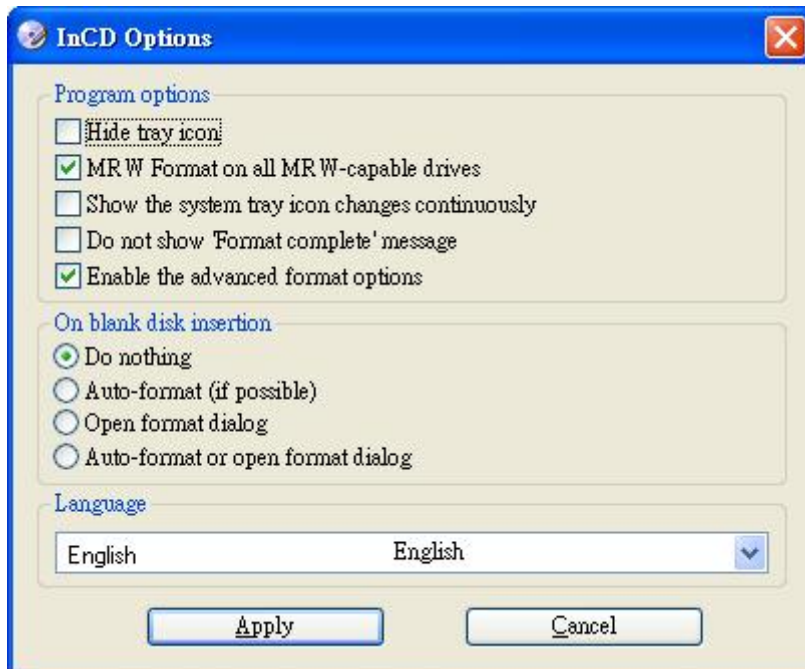 InCD Options
Program options
Hide tray icon
MRW Format on all MRW-capable drives
Show the system tray icon changes continuously
Do not show 'Format complete' message
Enable the advanced format options
On blank disk insertion
Do nothing
Auto-format (if possible)
Open format dialog
Auto-format or open format dialog
Language
English English
Apply Cancel